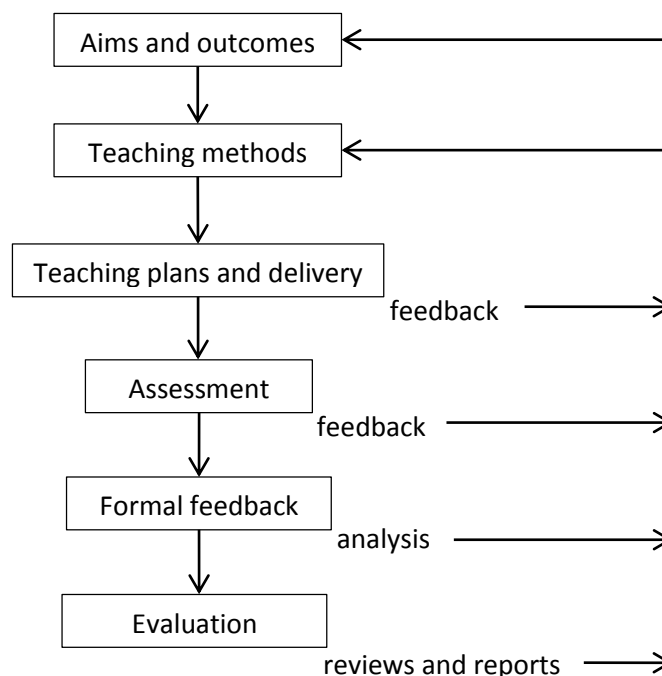 Aims and outcomes
Teaching methods
Teaching plans and delivery
feedback
Assessment
feedback
Formal feedback
analysis
Evaluation
reviews and reports